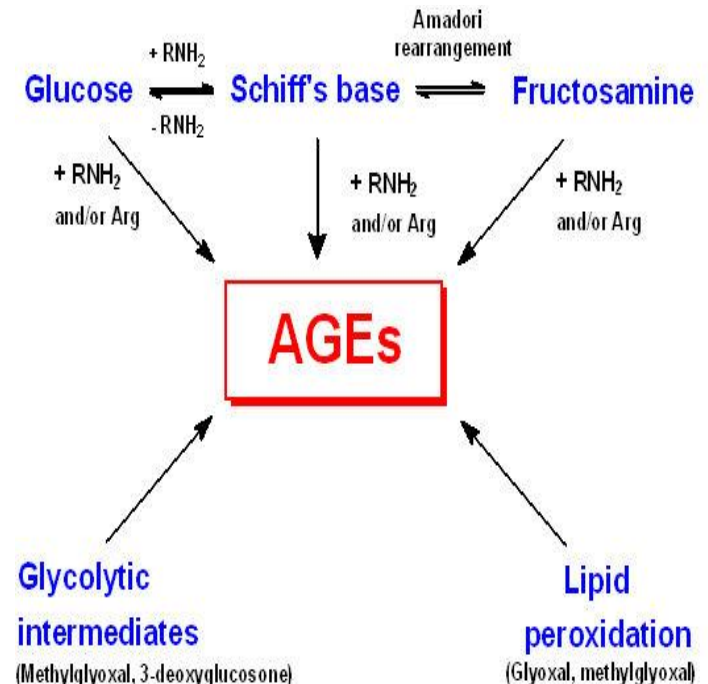 Amadori
rearrangement
+ RNH₂
Glucose Schiff's base Fructosamine
- RNH₂
+ RNH₂
and/or Arg
+ RNH₂
and/or Arg
+ RNH₂
and/or Arg
AGEs
Glycolytic
intermediates
(Methylglyoxal, 3-deoxyglucosone)
Lipid
peroxidation
(Glyoxal, methylglyoxal)